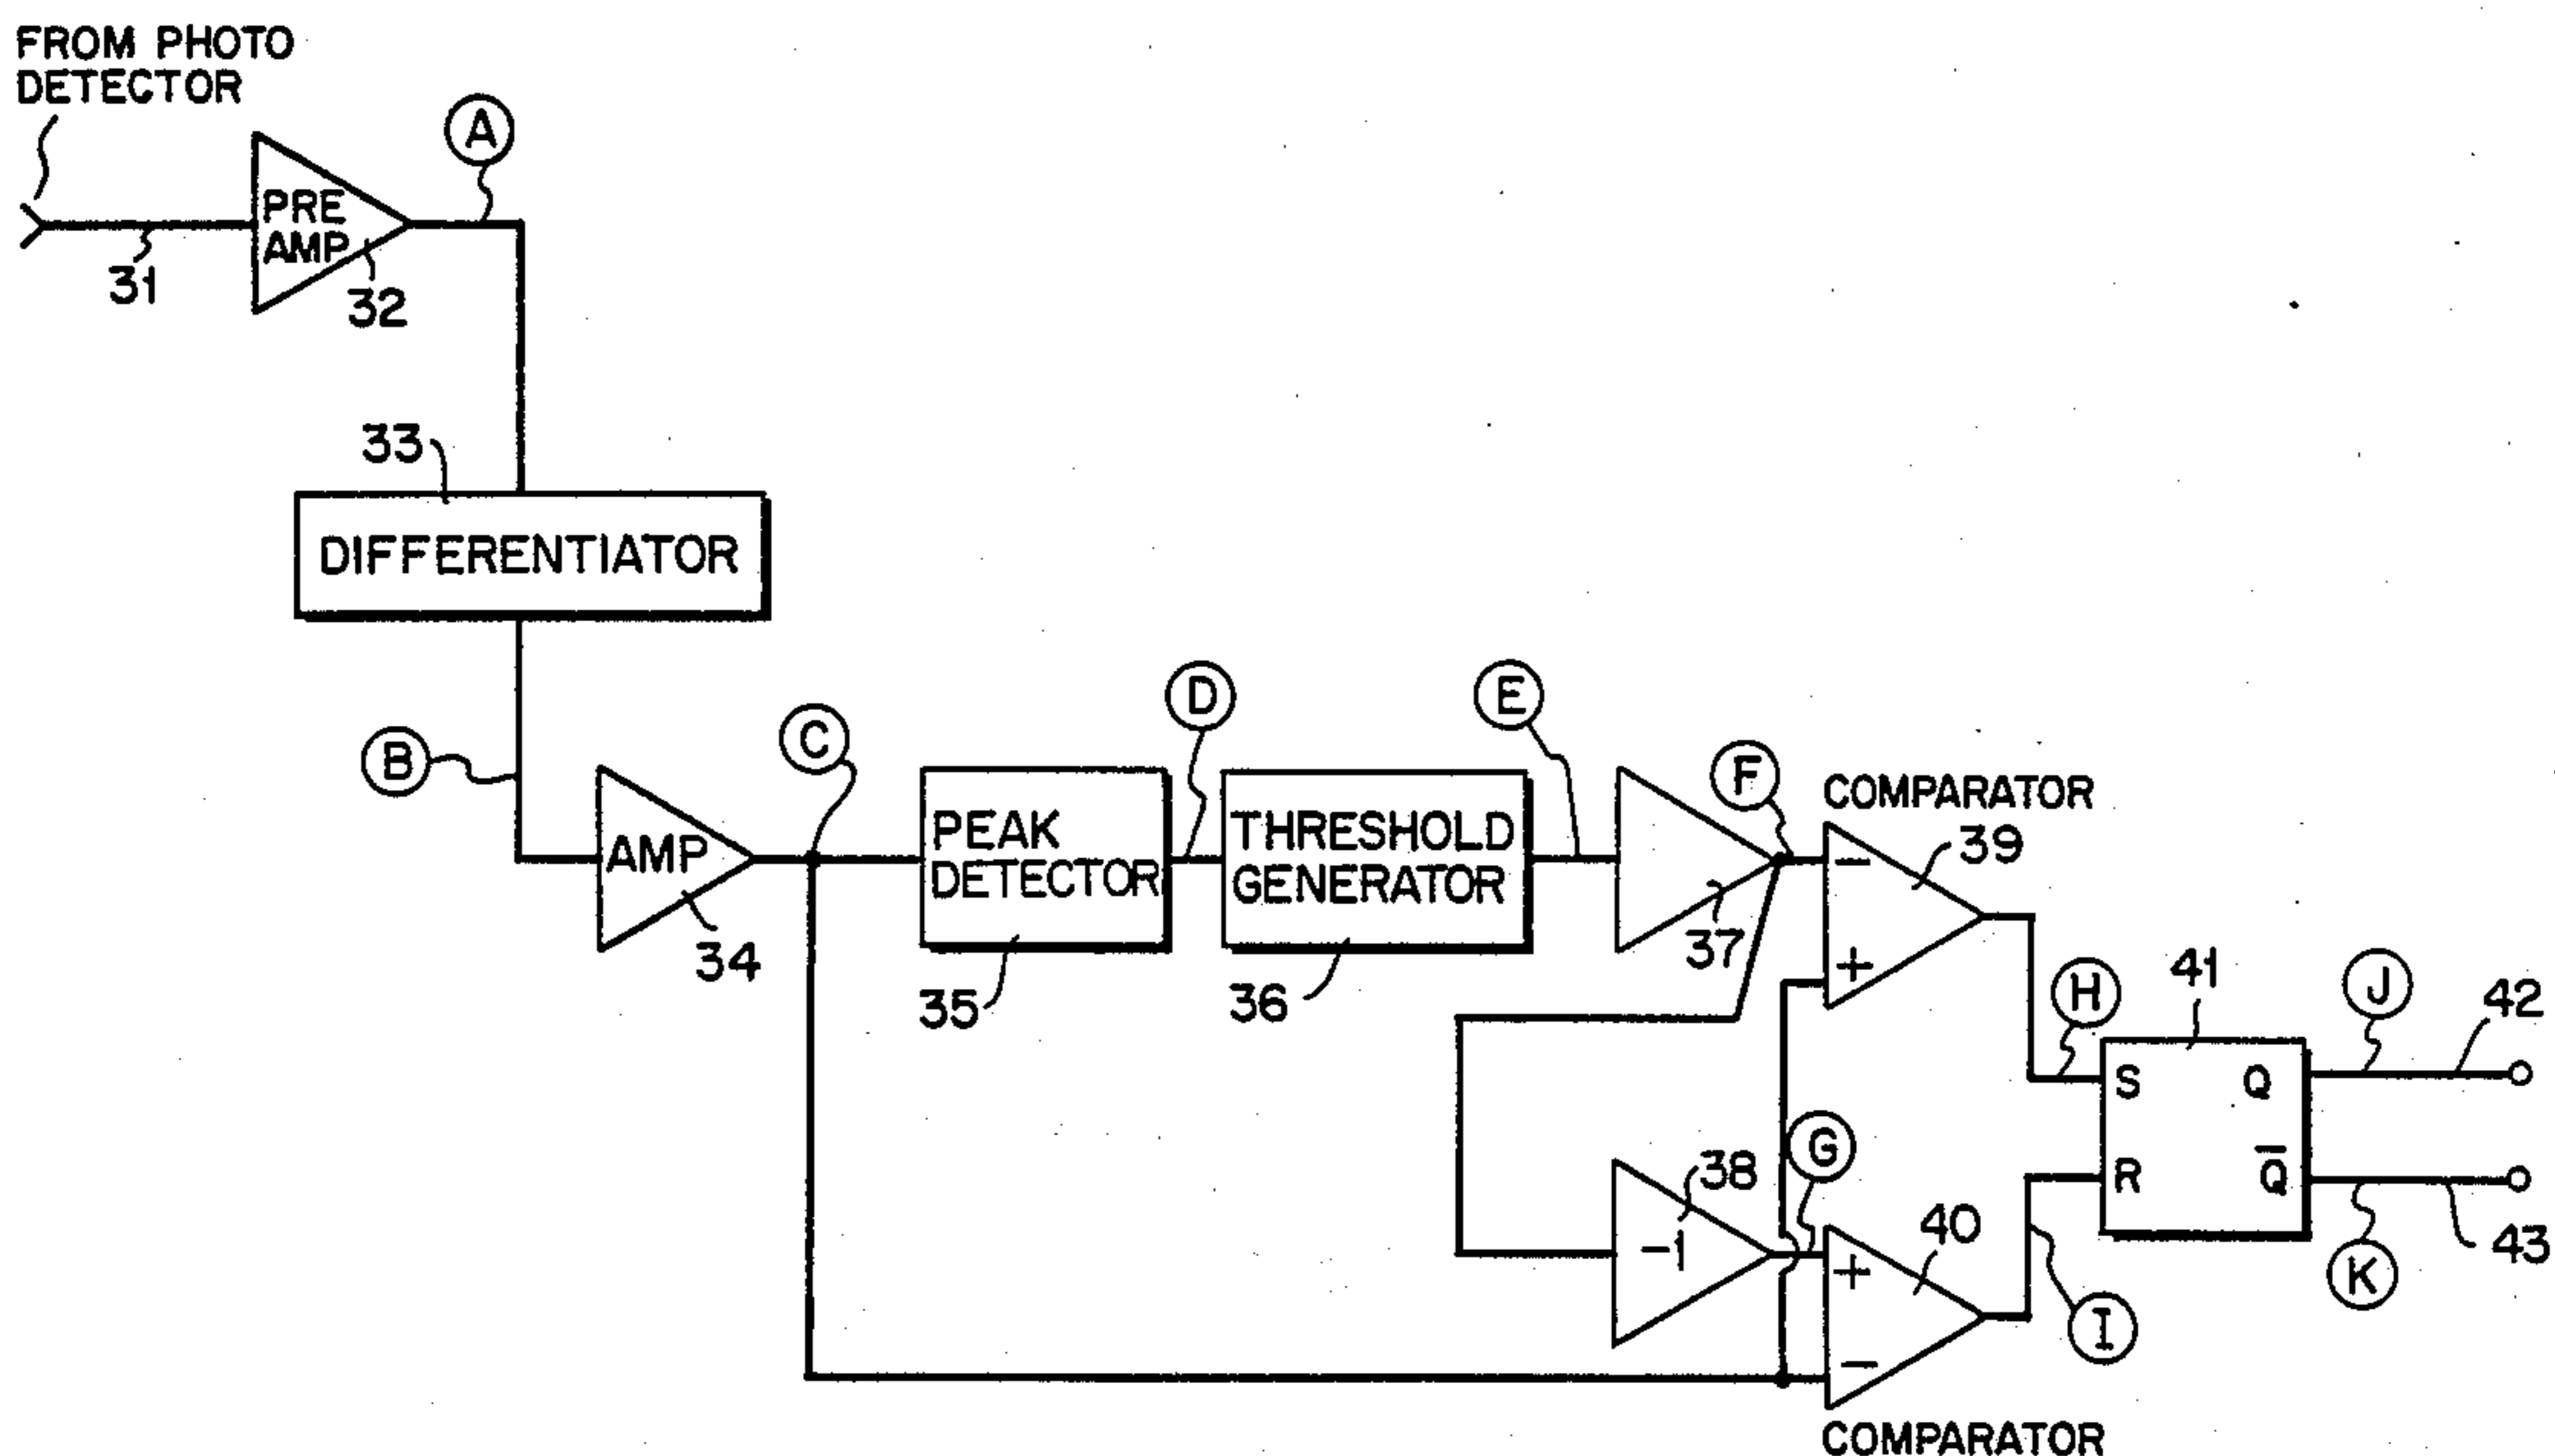 FROM PHOTO
DETECTOR
A
PRE
AMP
31
32
33
DIFFERENTIATOR
B
C
D
E
F
AMP
34
PEAK
DETECTOR
35
THRESHOLD
GENERATOR
36
37
COMPARATOR
39
−
+
H
41
J
42
S
Q
R
Q̅
K
43
G
38
−1
40
+
−
I
COMPARATOR